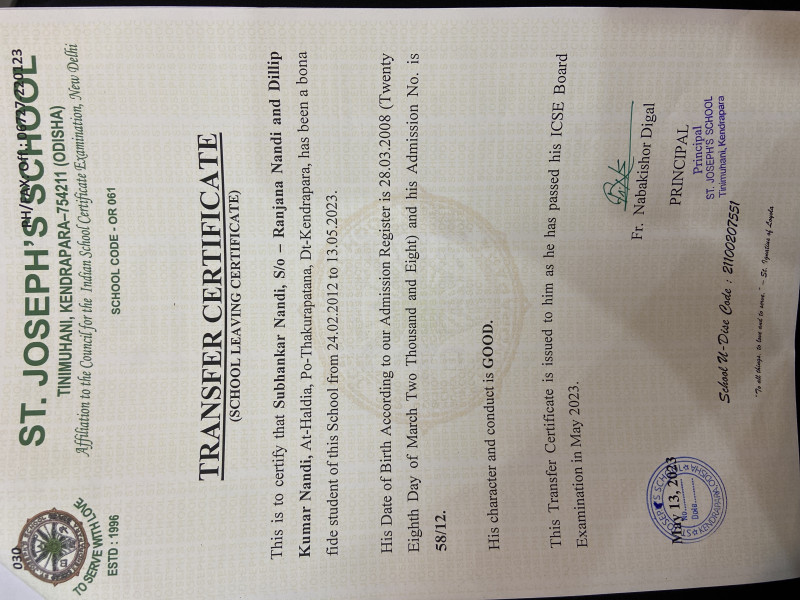 030
ST. JOSEPH'S SCHOOL
TINIMUHANI, KENDRAPARA–754211 (ODISHA)
Affiliation to the Council for the Indian School Certificate Examination, New Delhi
SCHOOL CODE - OR 061
TO SERVE WITH LOVE
ESTD : 1996
TRANSFER CERTIFICATE
(SCHOOL LEAVING CERTIFICATE)
This is to certify that Subhankar Nandi, S/o – Ranjana Nandi and Dillip
Kumar Nandi, At-Haldia, Po-Thakurapatana, Dt-Kendrapara, has been a bona
fide student of this School from 24.02.2012 to 13.05.2023.
His Date of Birth According to our Admission Register is 28.03.2008 (Twenty
Eighth Day of March Two Thousand and Eight) and his Admission No. is
58/12.
His character and conduct is GOOD.
This Transfer Certificate is issued to him as he has passed his ICSE Board
Examination in May 2023.
Fr. Nabakishor Digal
PRINCIPAL
Principal
ST. JOSEPH'S SCHOOL
Tinimuhani, Kendrapara
May 13, 2023
No
Date
School U-Dise Code : 21100207551
"To all things, to love and to serve." – St. Ignatius of Loyola